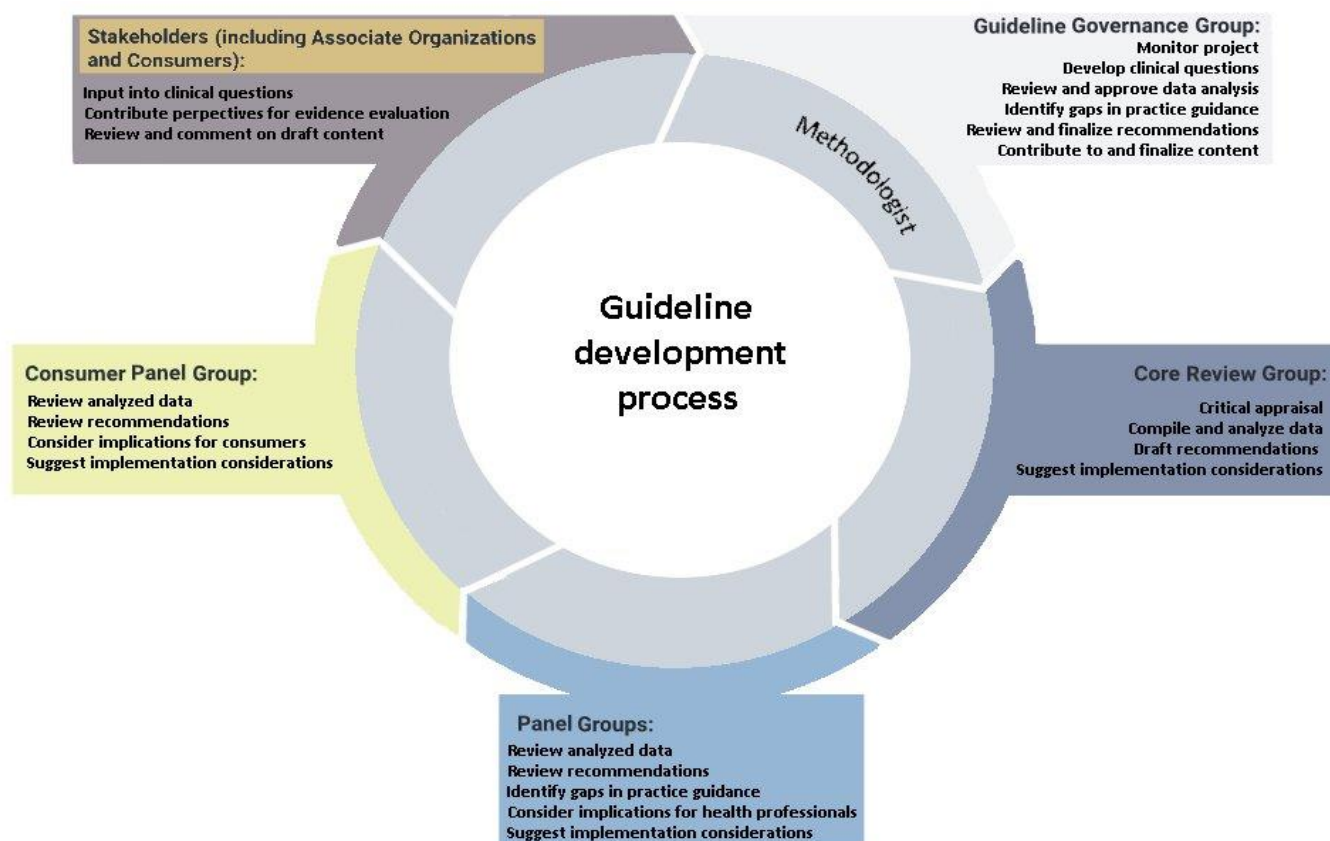 Stakeholders (including Associate Organizations
and Consumers):
Input into clinical questions
Contribute perpectives for evidence evaluation
Review and comment on draft content
Guideline Governance Group:
Monitor project
Develop clinical questions
Review and approve data analysis
Identify gaps in practice guidance
Review and finalize recommendations
Contribute to and finalize content
Methodologist
Guideline
development
process
Consumer Panel Group:
Review analyzed data
Review recommendations
Consider implications for consumers
Suggest implementation considerations
Core Review Group:
Critical appraisal
Compile and analyze data
Draft recommendations
Suggest implementation considerations
Panel Groups:
Review analyzed data
Review recommendations
Identify gaps in practice guidance
Consider implications for health professionals
Suggest implementation considerations